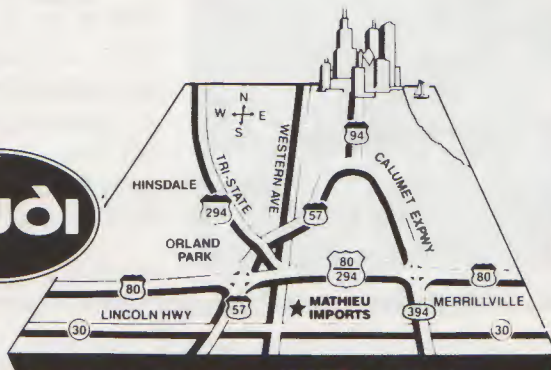 udi
N
W E
S
94
WESTERN AVE
TRI-STATE
CALUMET EXPWY
HINSDALE
294
57
ORLAND
PARK
80
294
80
80
MATHIEU
IMPORTS
MERRILLVILLE
LINCOLN HWY
57
394
30
30